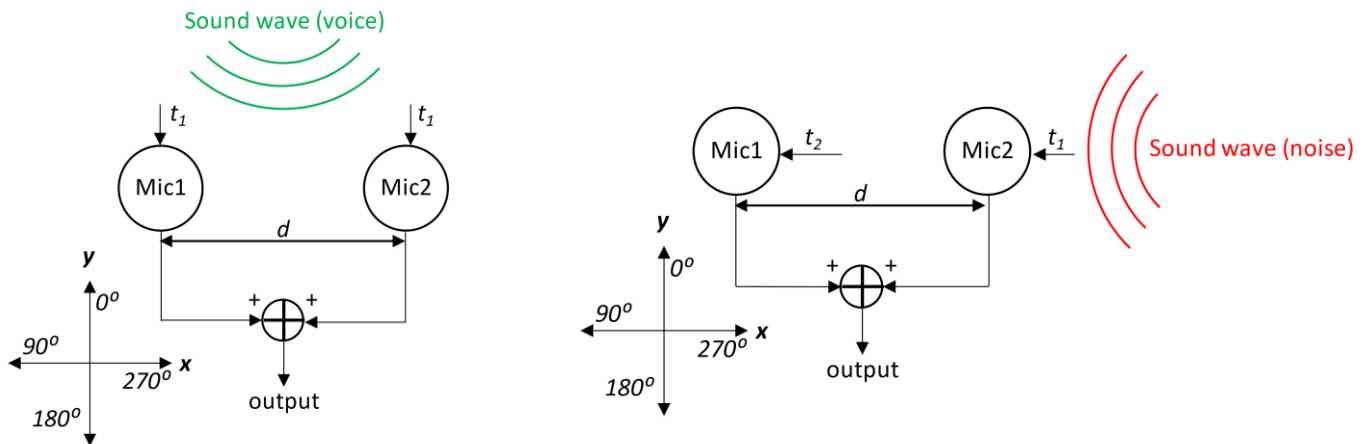 Sound wave (voice)
t1
t1
Mic1
Mic2
d
y
0º
+
+
90º
x
270º
180º
output
Mic1
t2
Mic2
t1
Sound wave (noise)
d
y
0º
+
+
90º
x
270º
180º
output